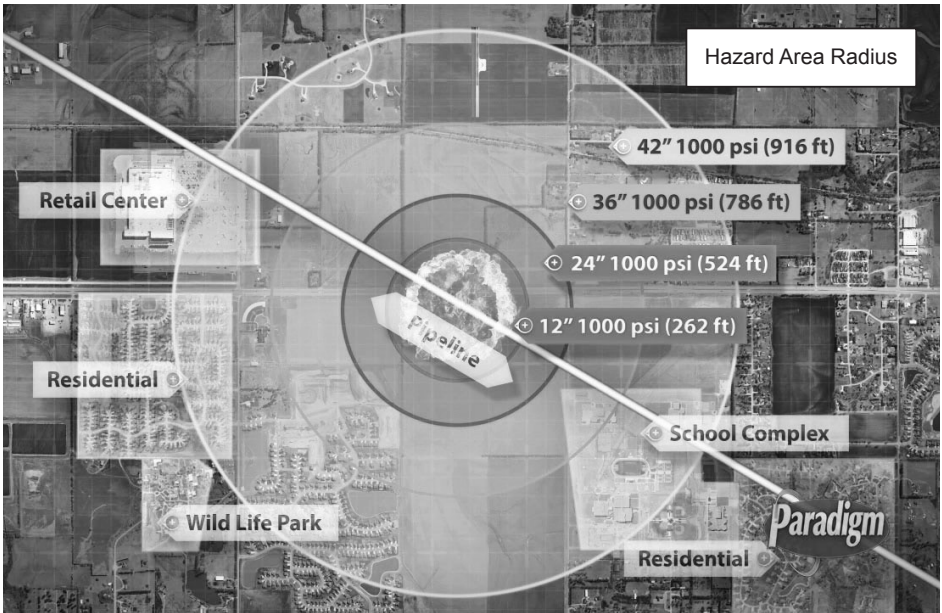 Hazard Area Radius
42" 1000 psi (916 ft)
Retail Center
36" 1000 psi (786 ft)
24" 1000 psi (524 ft)
12" 1000 psi (262 ft)
Pipeline
Residential
School Complex
Wild Life Park
Paradigm
Residential